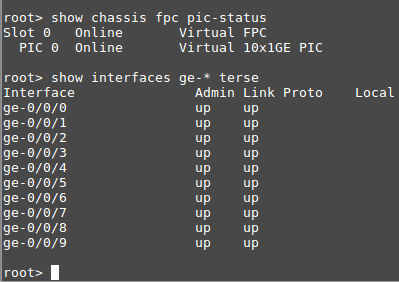 root> show chassis fpc pic-status
Slot 0   Online       Virtual FPC
  PIC 0  Online       Virtual 10x1GE PIC

root> show interfaces ge-* terse
Interface               Admin Link Proto    Local
ge-0/0/0                up    up
ge-0/0/1                up    up
ge-0/0/2                up    up
ge-0/0/3                up    up
ge-0/0/4                up    up
ge-0/0/5                up    up
ge-0/0/6                up    up
ge-0/0/7                up    up
ge-0/0/8                up    up
ge-0/0/9                up    up

root>